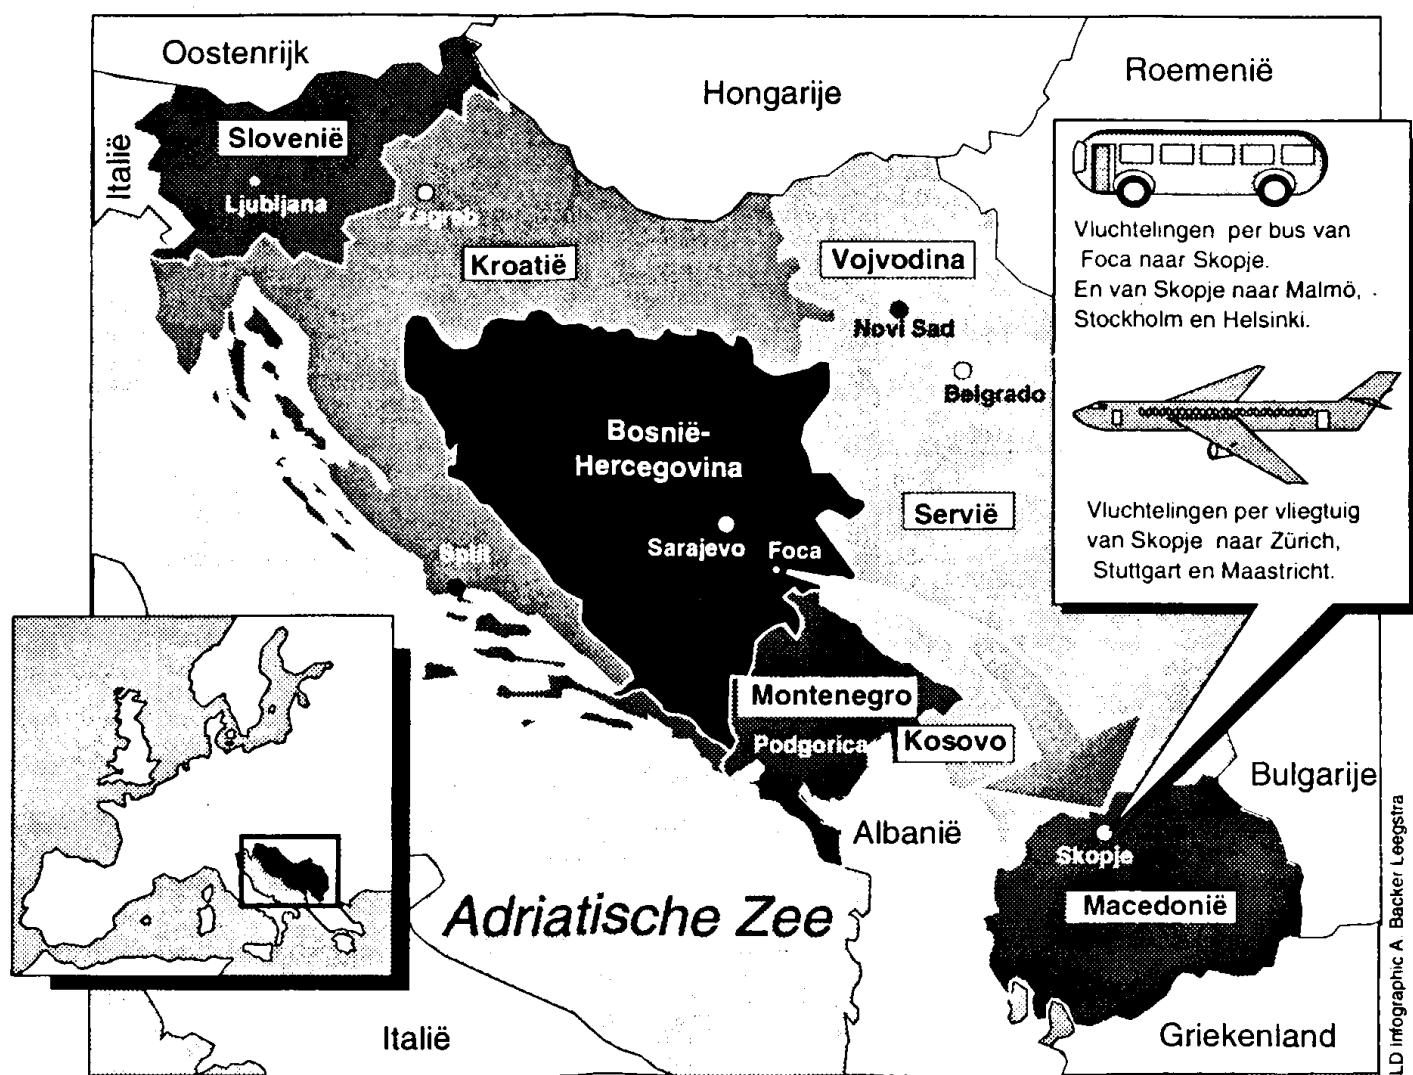 Oostenrijk
Hongarije
Roemenië
Italië
Slovenië
Ljubljana
Zagreb
Kroatië
Vojvodina
Novi Sad
Belgrado
Bosnië-
Hercegovina
Sarajevo
Foca
Servië
Split
Montenegro
Podgorica
Kosovo
Albanië
Bulgarije
Skopje
Macedonië
Adriatische Zee
Italië
Griekenland
Vluchtelingen per bus van
Foca naar Skopje.
En van Skopje naar Malmö,
Stockholm en Helsinki.
Vluchtelingen per vliegtuig
van Skopje naar Zürich,
Stuttgart en Maastricht.
LD Infographic A Backer Leegstra